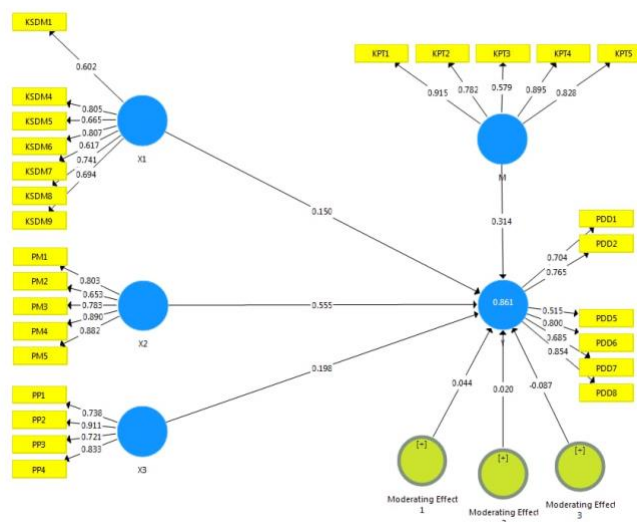 KSDM1
KPT1 KPT2 KPT3 KPT4 KPT5
0.602
0.915 0.782 0.579 0.895 0.828
KSDM4
KSDM5
KSDM6
KSDM7
KSDM8
KSDM9
0.805
0.665
0.807
0.617
0.741
0.694
X1
M
0.150
0.314
PDD1
PDD2
0.704
0.765
PM1
PM2
PM3
PM4
PM5
0.803
0.653
0.783
0.890
0.882
X2
0.555
0.861
Y
PDD5
PDD6
PDD7
PDD8
0.515
0.800
0.685
0.854
0.198
PP1
PP2
PP3
PP4
0.738
0.911
0.721
0.833
X3
0.044 0.020 -0.087
[+] [+] [+]
Moderating Effect
1
Moderating Effect
Moderating Effect
3